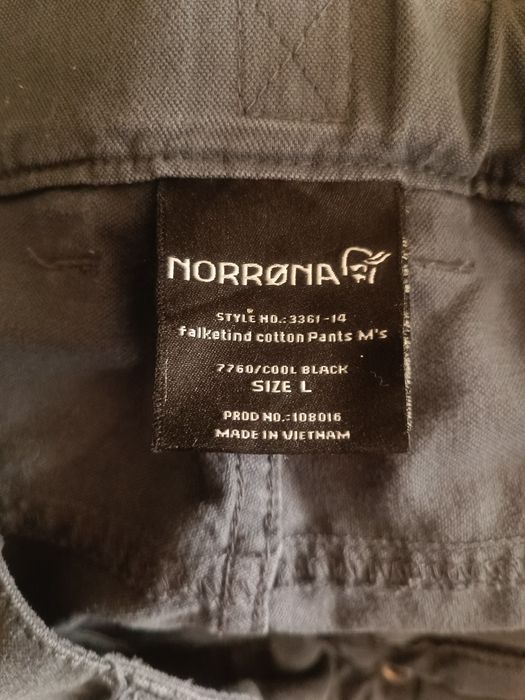 NORRØNA
STYLE NO.:3361-14
falketind cotton Pants M's
7760/COOL BLACK
SIZE L
PROD NO.:108016
MADE IN VIETNAM